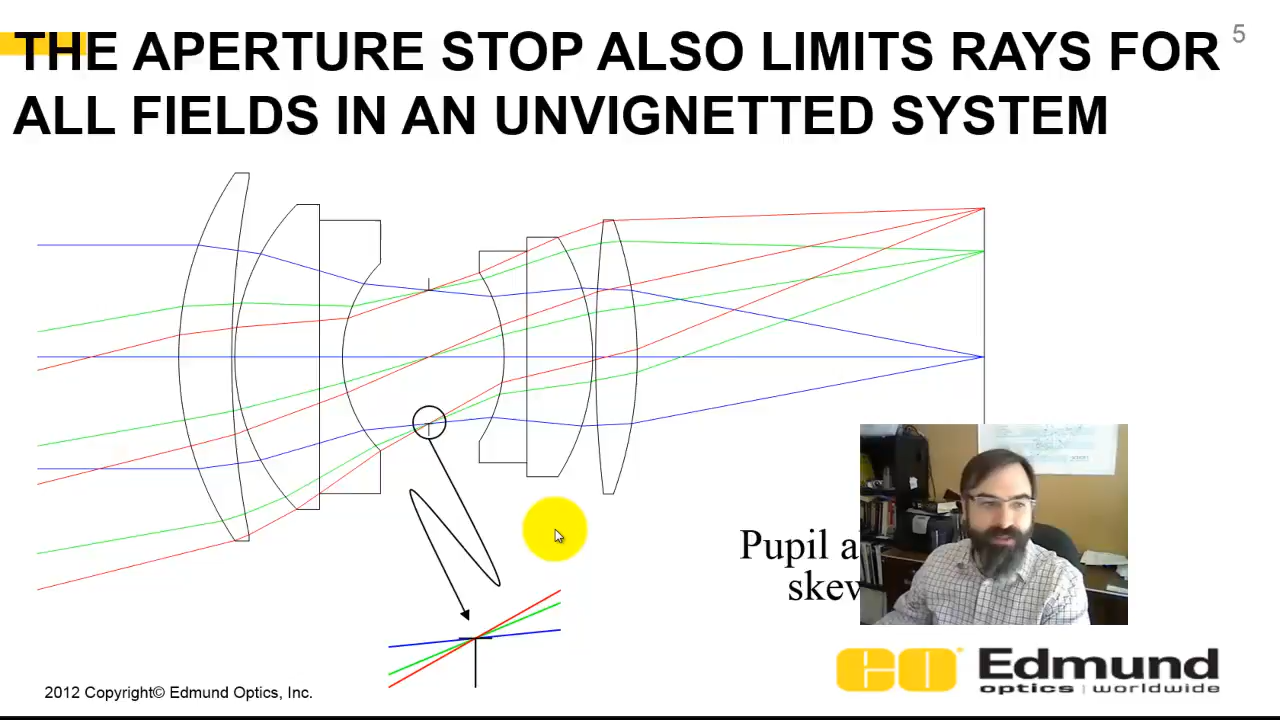 5
THE APERTURE STOP ALSO LIMITS RAYS FOR
ALL FIELDS IN AN UNVIGNETTED SYSTEM
Pupil a
skev
EO
Edmund
optics | worldwide
2012 Copyright© Edmund Optics, Inc.